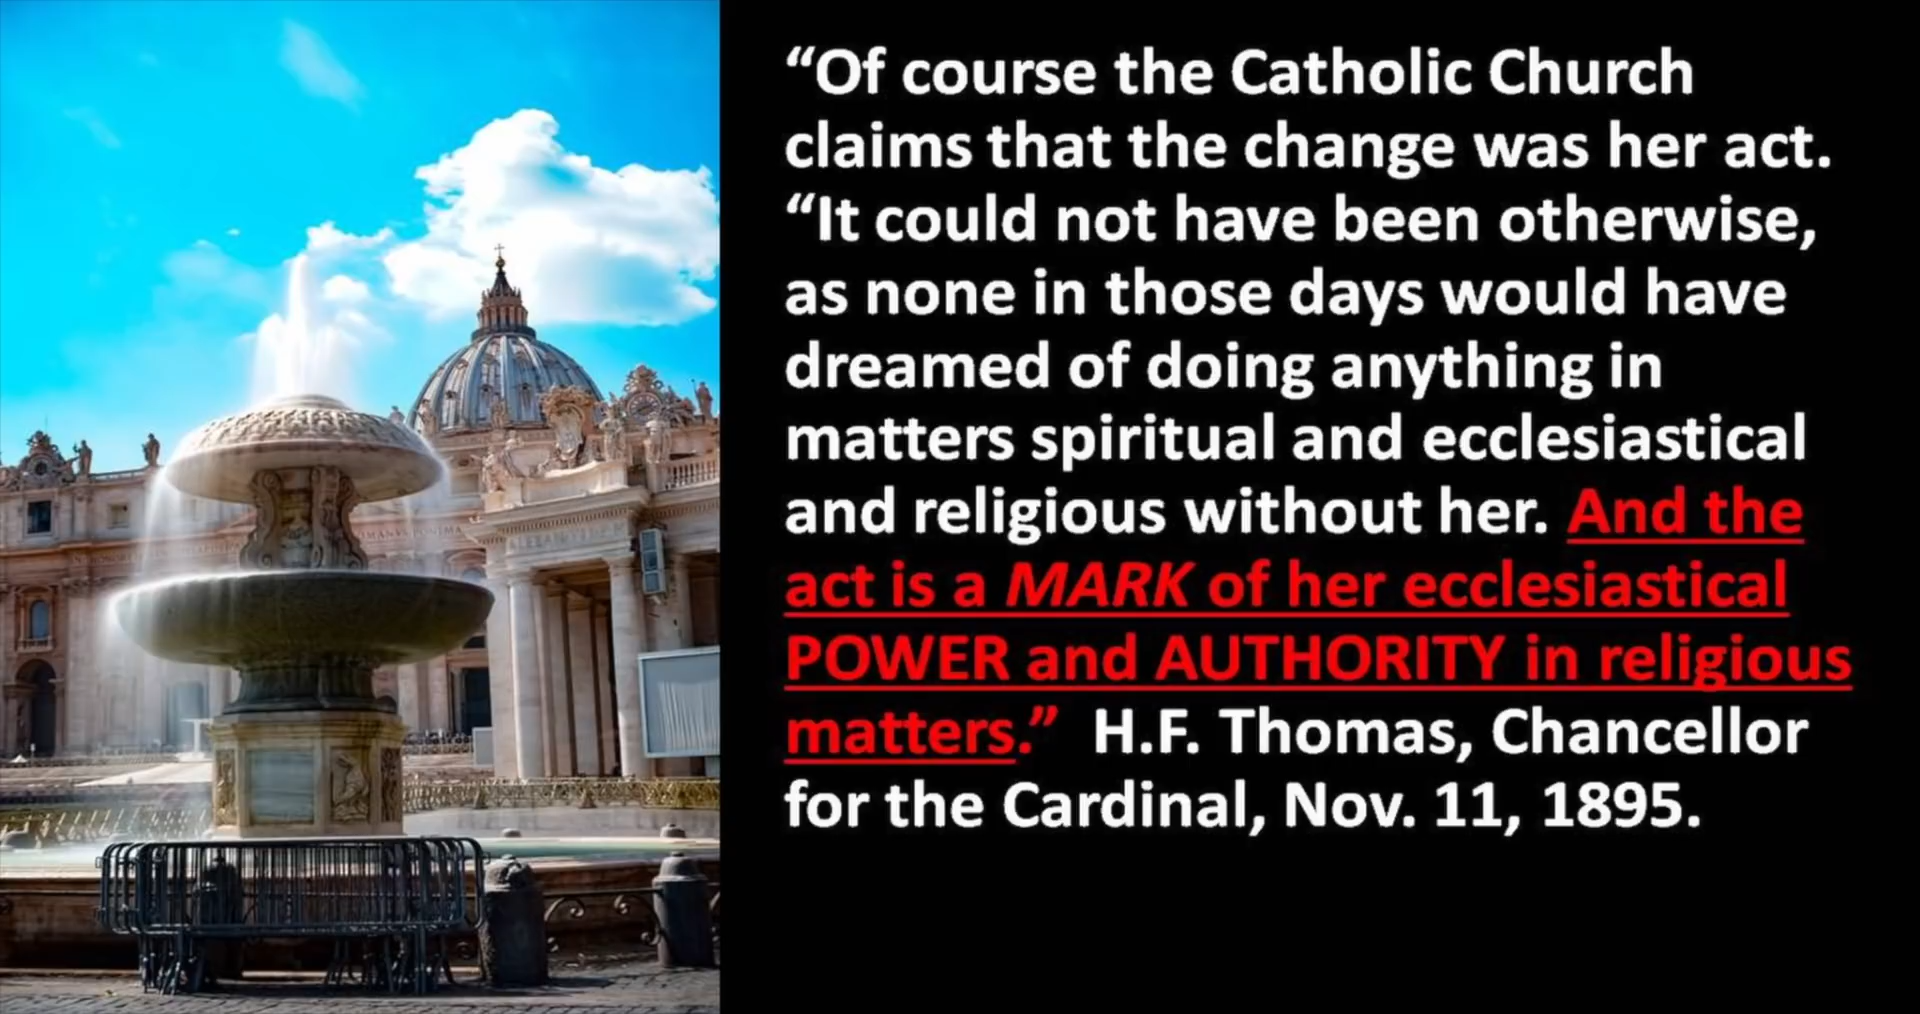 “Of course the Catholic Church
claims that the change was her act.
“It could not have been otherwise,
as none in those days would have
dreamed of doing anything in
matters spiritual and ecclesiastical
and religious without her. And the
act is a MARK of her ecclesiastical
POWER and AUTHORITY in religious
matters.” H.F. Thomas, Chancellor
for the Cardinal, Nov. 11, 1895.